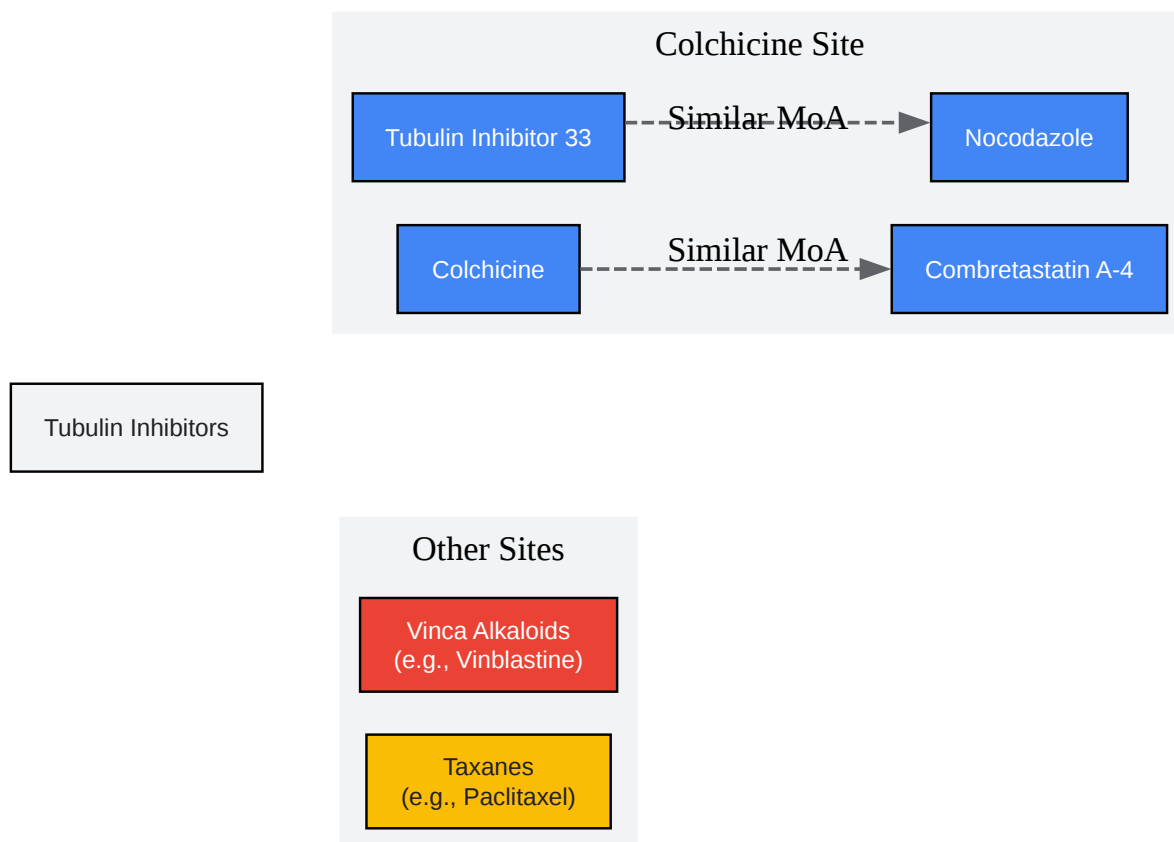 Colchicine Site
Tubulin Inhibitor 33
Similar MoA
Nocodazole
Colchicine
Similar MoA
Combretastatin A-4
Tubulin Inhibitors
Other Sites
Vinca Alkaloids
(e.g., Vinblastine)
Taxanes
(e.g., Paclitaxel)